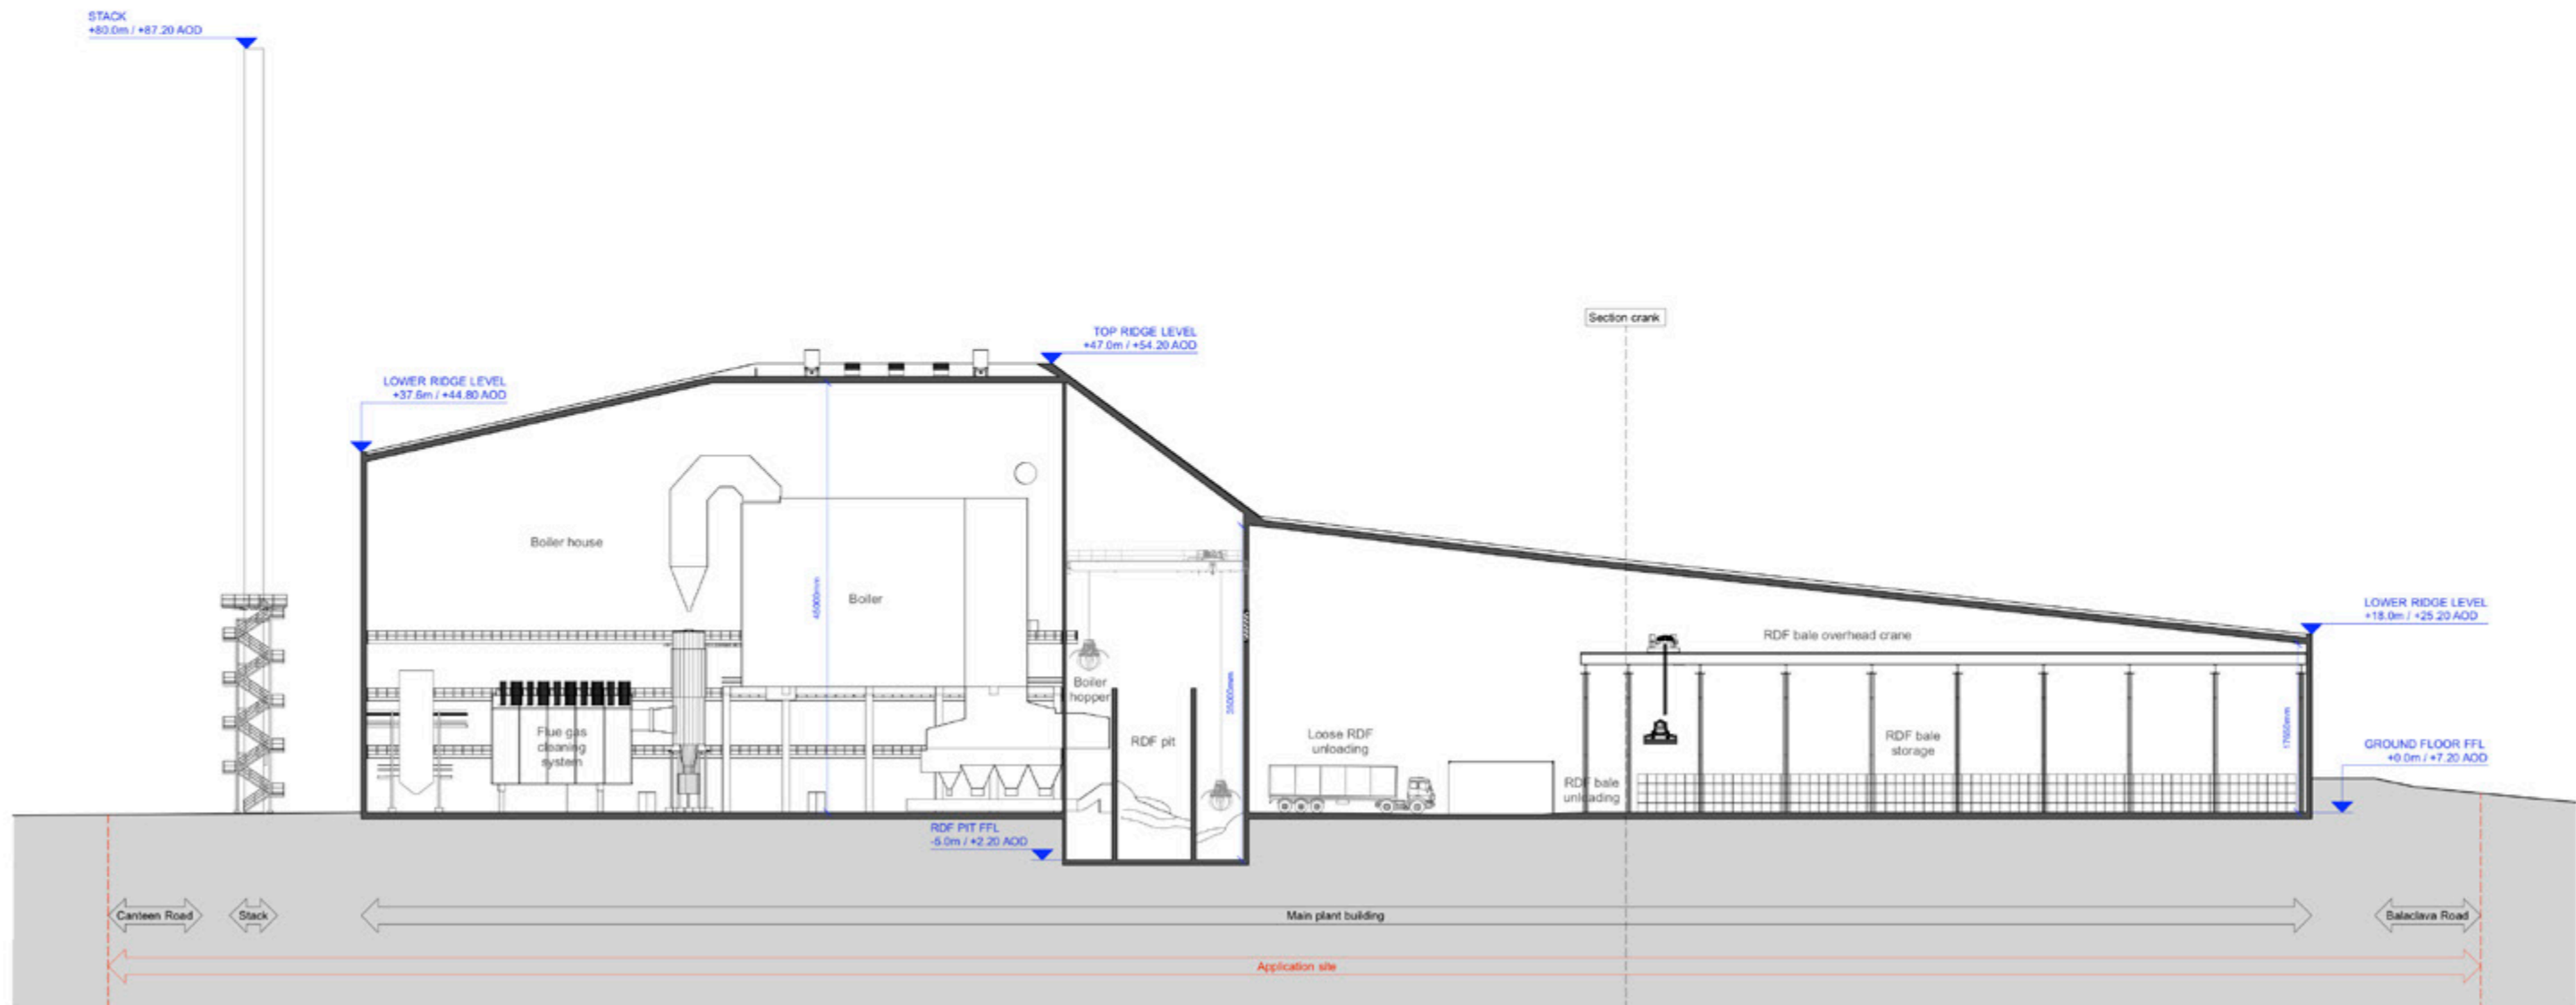 STACK
+80.0m / +87.20 AOD
Section crank
TOP RIDGE LEVEL
+47.0m / +54.20 AOD
LOWER RIDGE LEVEL
+37.6m / +44.80 AOD
Boiler house
Boiler
45000mm
LOWER RIDGE LEVEL
+18.0m / +25.20 AOD
RDF bale overhead crane
Boiler
hopper
35000mm
RDF pit
Flue gas
cleaning
system
Loose RDF
unloading
RDF bale
unloading
RDF bale
storage
GROUND FLOOR FFL
+0.0m / +7.20 AOD
RDF PIT FFL
-5.0m / +2.20 AOD
Canteen Road
Stack
Main plant building
Balaclava Road
Application site